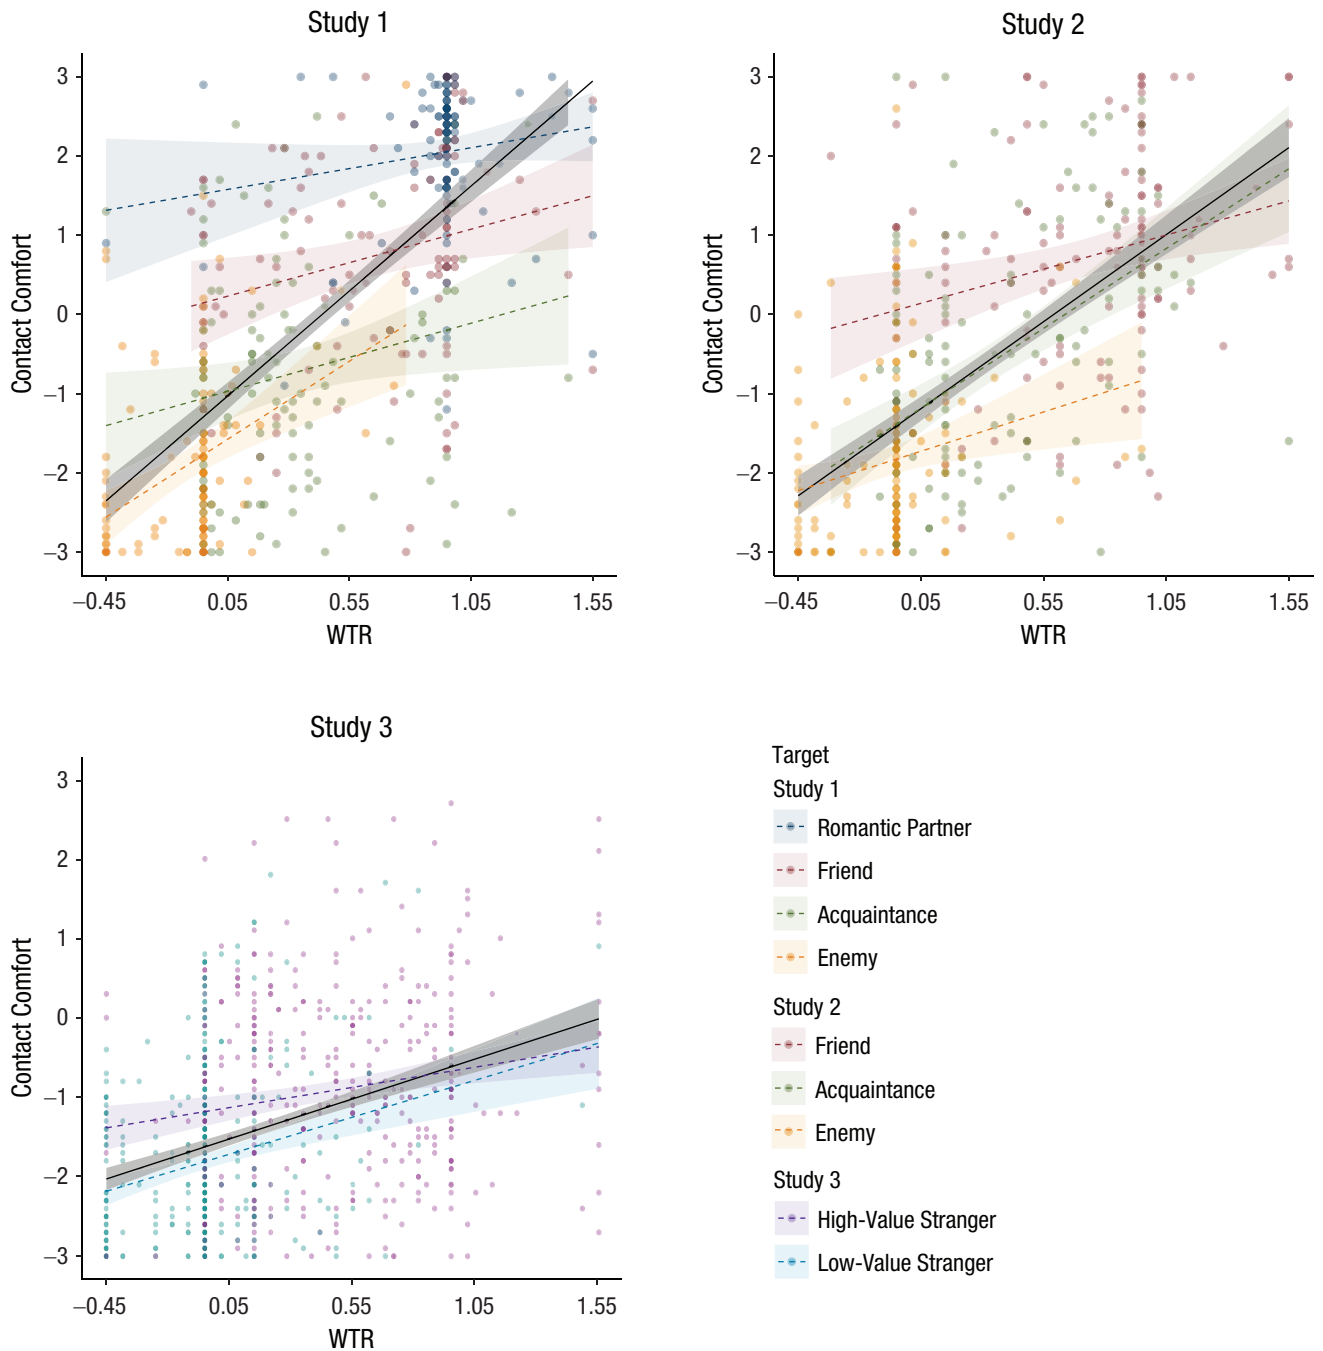 Study 1
Contact Comfort
3
2
1
0
−1
−2
−3
−0.45 0.05 0.55 1.05 1.55
WTR
Study 2
Contact Comfort
3
2
1
0
−1
−2
−3
−0.45 0.05 0.55 1.05 1.55
WTR
Study 3
Contact Comfort
3
2
1
0
−1
−2
−3
−0.45 0.05 0.55 1.05 1.55
WTR
Target
Study 1
Romantic Partner
Friend
Acquaintance
Enemy
Study 2
Friend
Acquaintance
Enemy
Study 3
High-Value Stranger
Low-Value Stranger